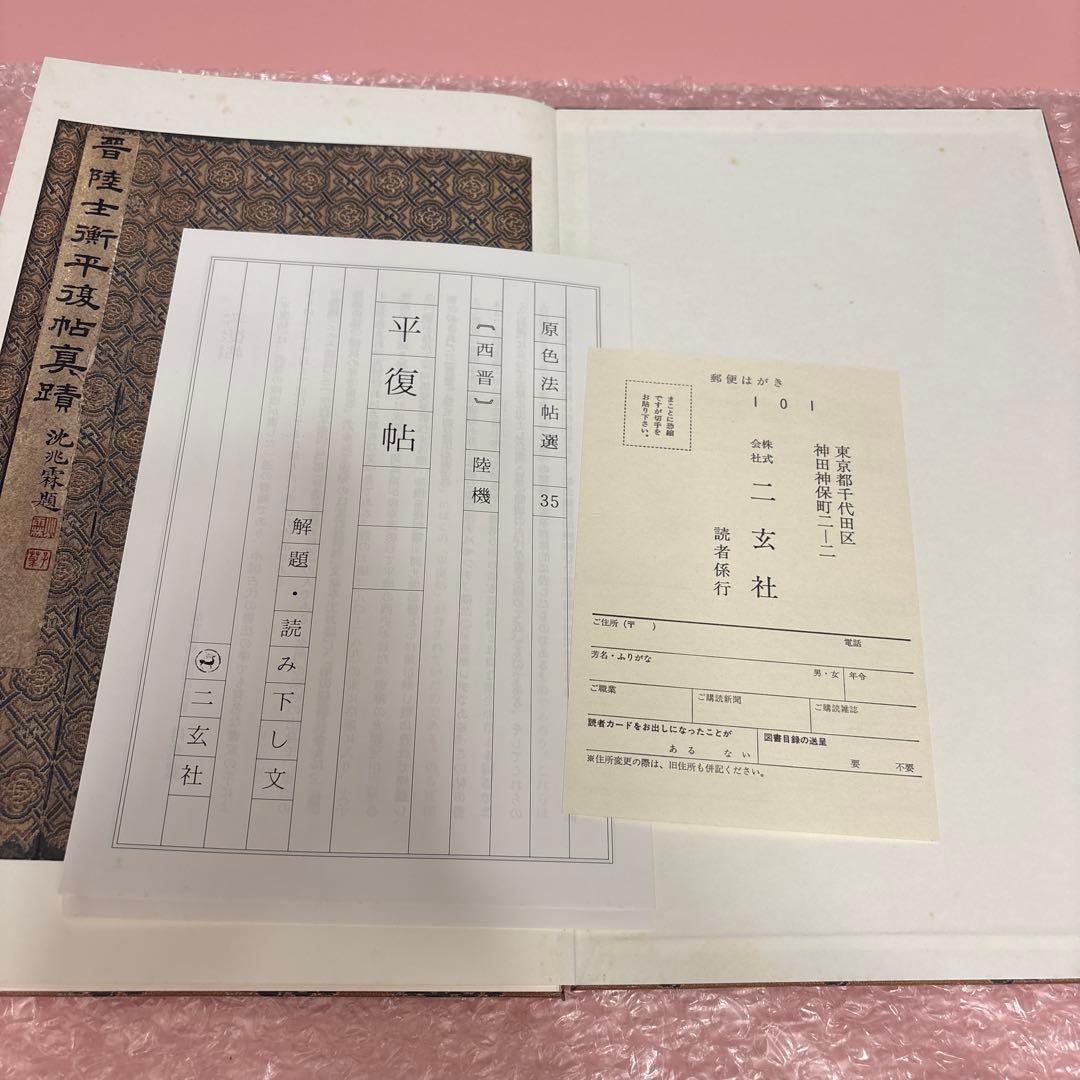 晋陸士衡平復帖真蹟
沈兆霖題
原色法帖選 35
〖西晋〗 陸機
平復帖
解題・読み下し文
二玄社
郵便はがき
101
まことに恐縮
ですが切手を
お貼り下さい。
東京都千代田区
神田神保町二ー二
株式
会社
二玄社
読者係行
ご住所(〒 )
電話
芳名・ふりがな
男・女
年令
ご職業
ご購読新聞
ご購読雑誌
読者カードをお出しになったことが
ある ない
図書目録の送呈
要 不要
※住所変更の際は、旧住所も併記ください。